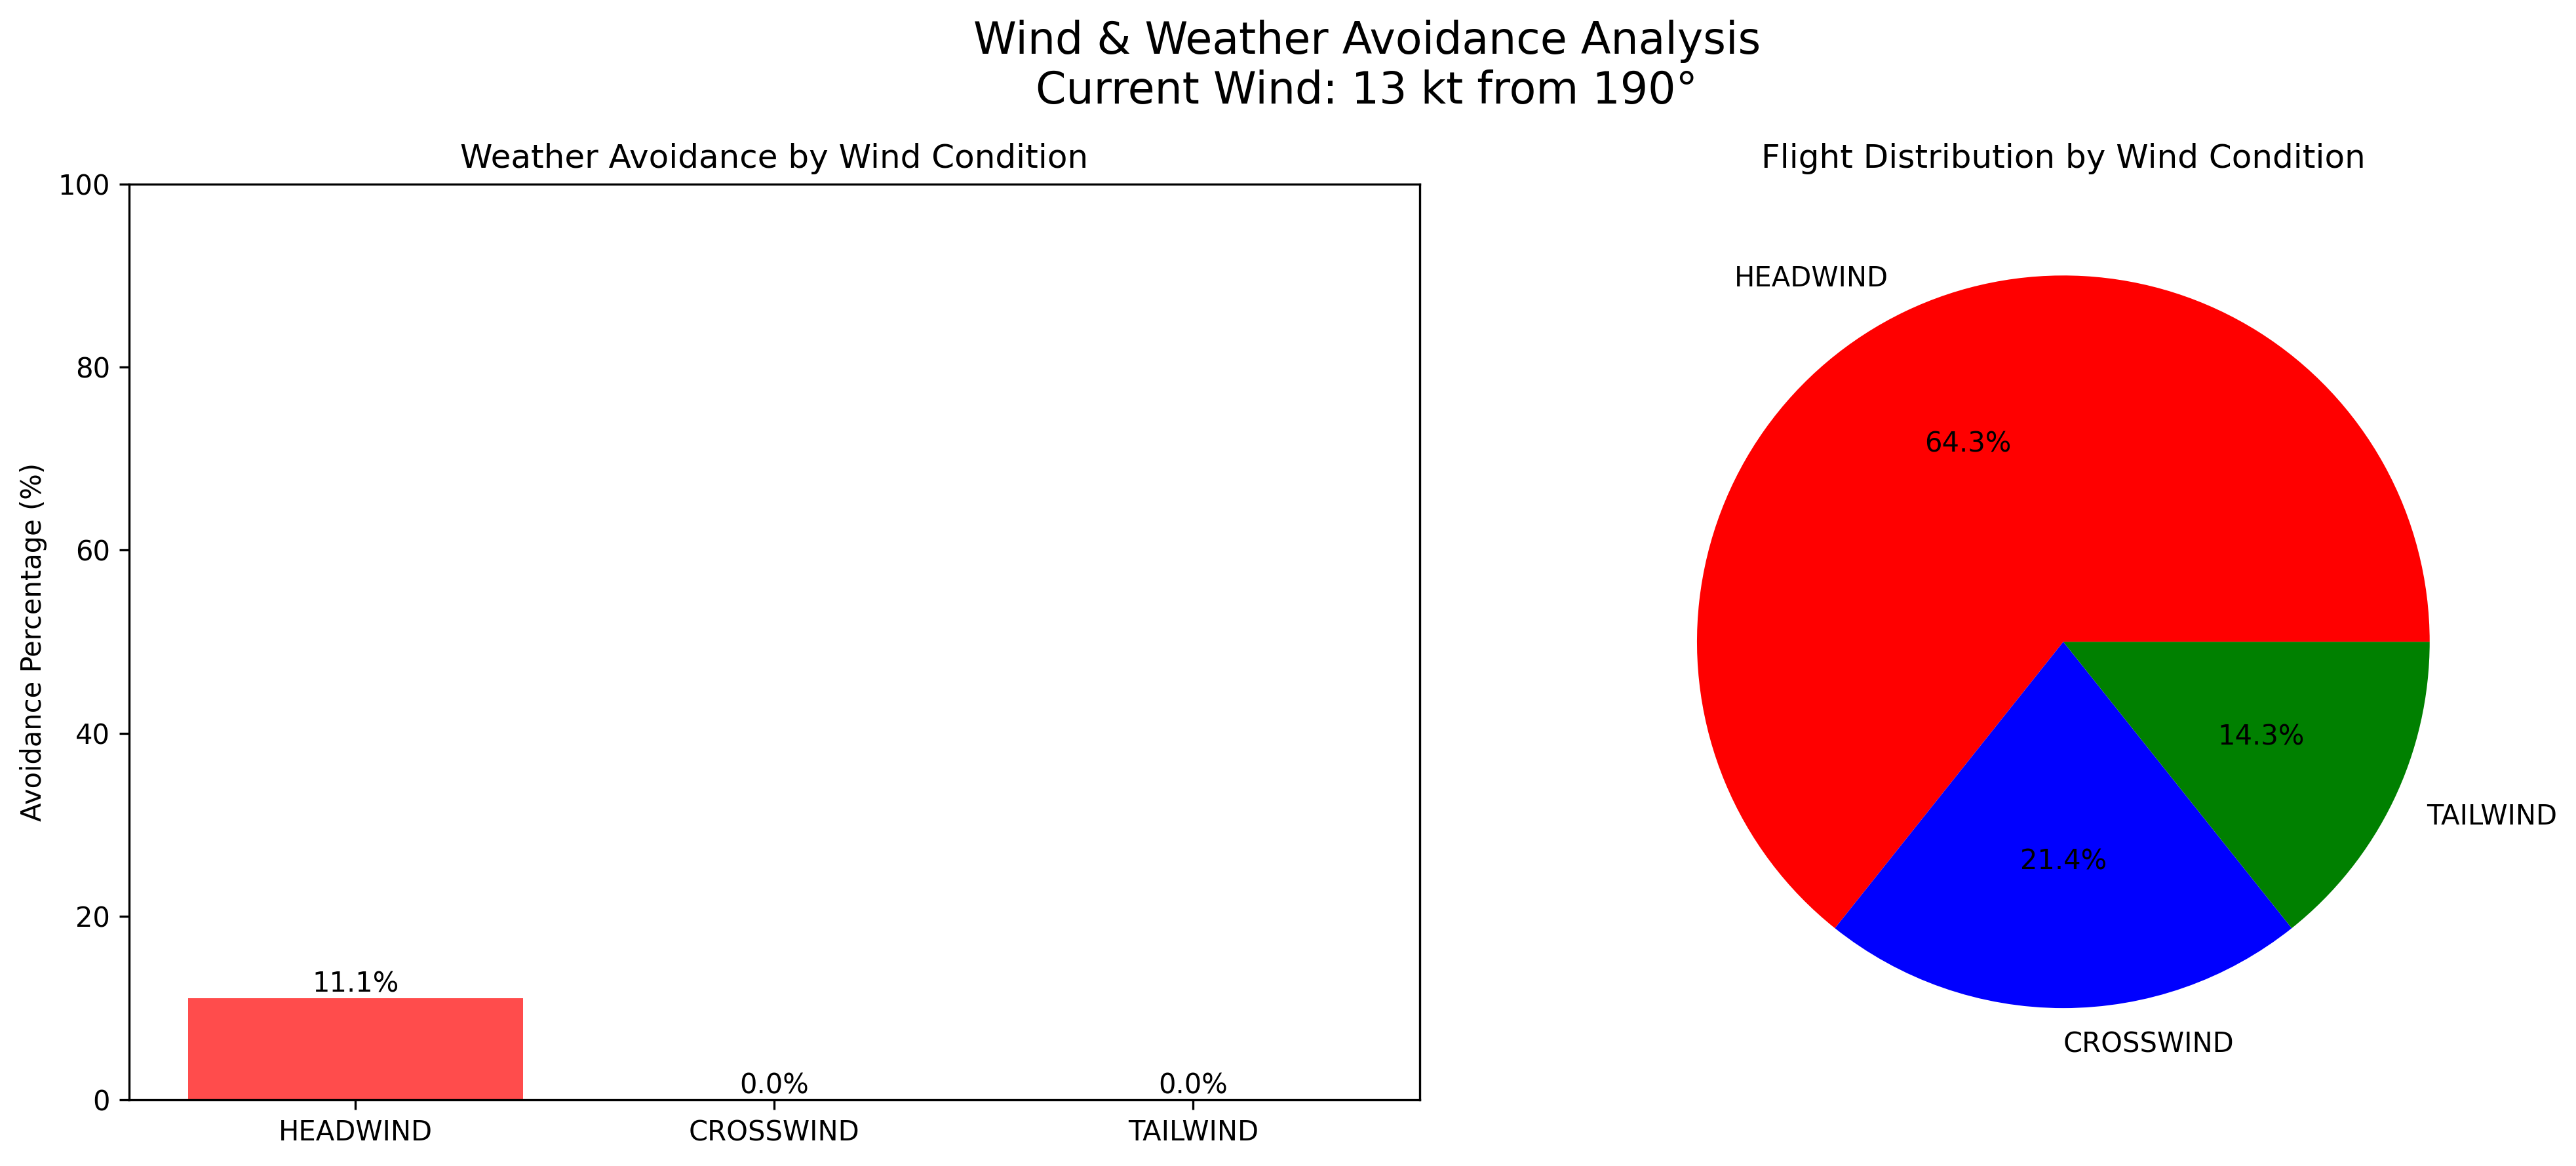 Wind & Weather Avoidance Analysis
Current Wind: 13 kt from 190°
Weather Avoidance by Wind Condition
100
80
60
40
20
0
Avoidance Percentage (%)
11.1%
0.0%
0.0%
HEADWIND
CROSSWIND
TAILWIND
Flight Distribution by Wind Condition
HEADWIND
64.3%
14.3%
TAILWIND
21.4%
CROSSWIND